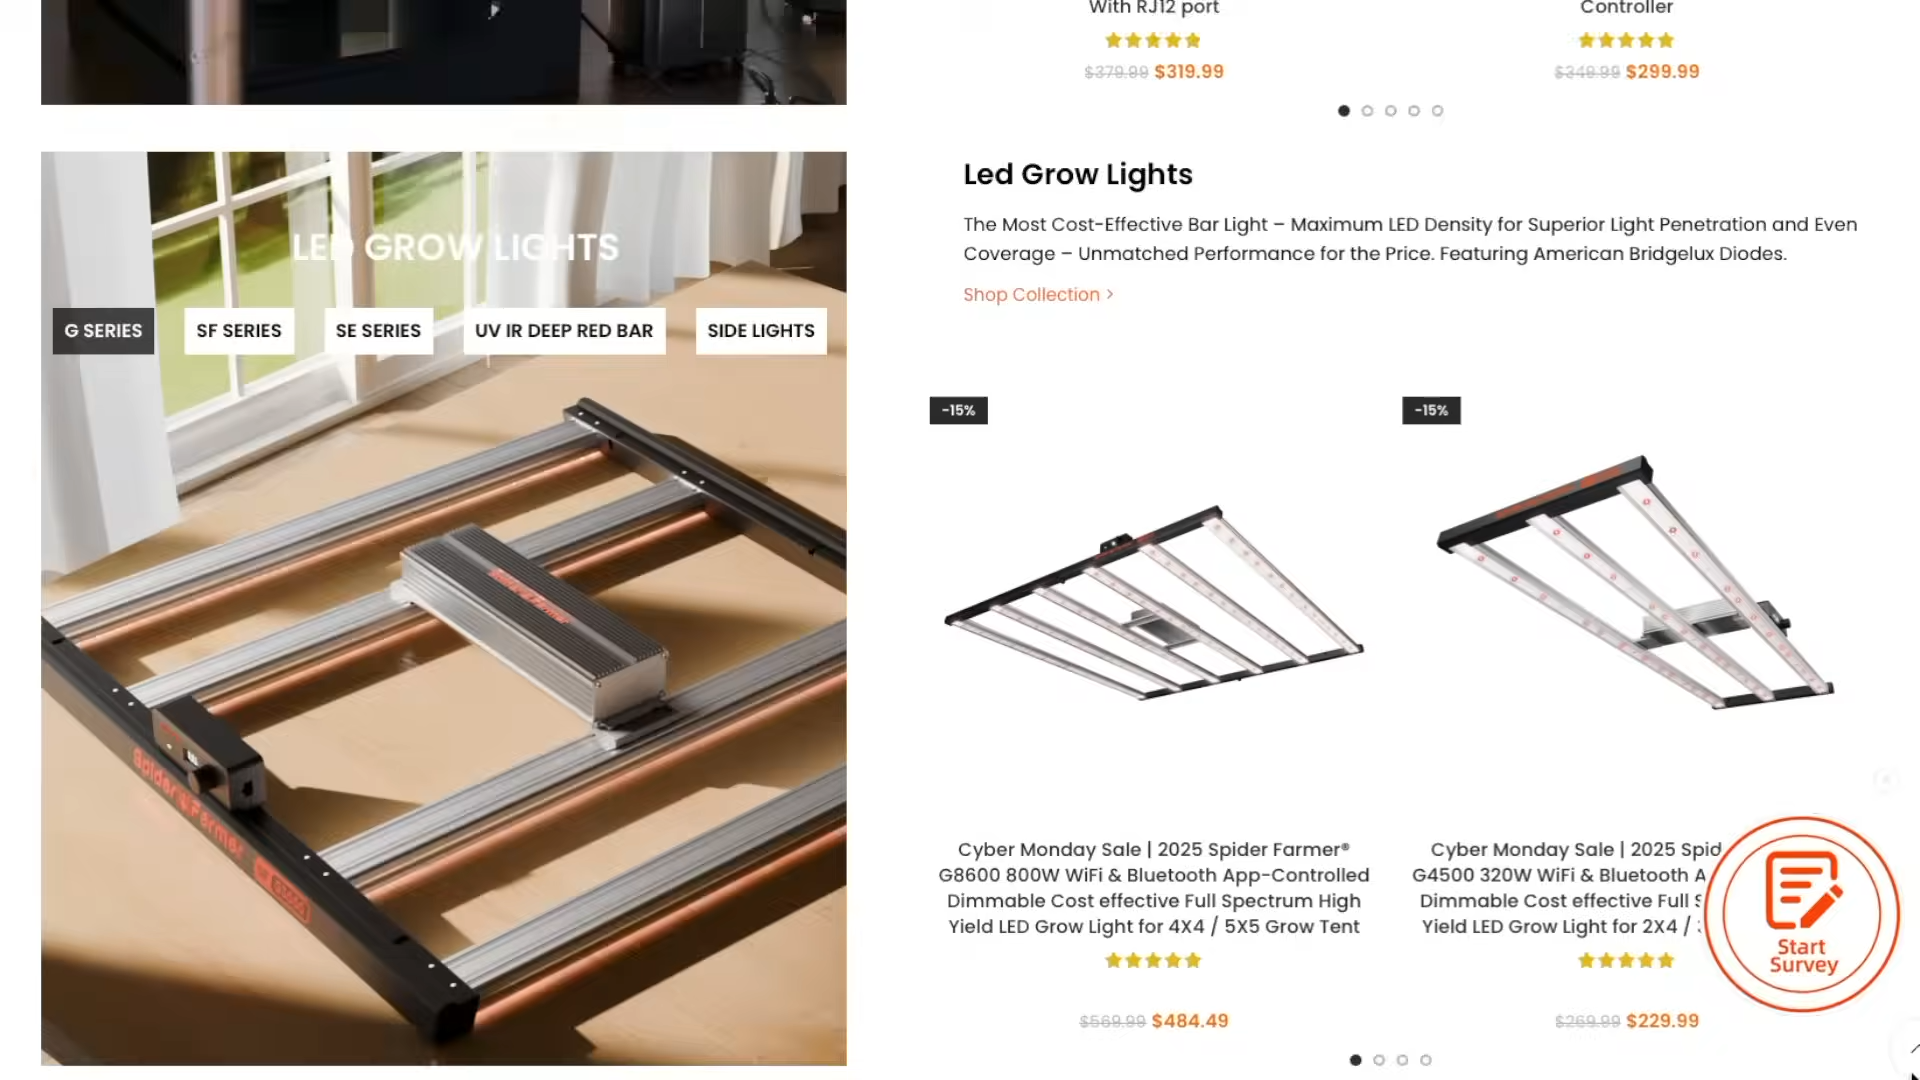 With RJ12 port
$379.99 $319.99
Controller
$349.99 $299.99
LED GROW LIGHTS
G SERIES
SF SERIES
SE SERIES
UV IR DEEP RED BAR
SIDE LIGHTS
Spider Farmer
Led Grow Lights
The Most Cost-Effective Bar Light – Maximum LED Density for Superior Light Penetration and Even
Coverage – Unmatched Performance for the Price. Featuring American Bridgelux Diodes.
Shop Collection >
-15%
Cyber Monday Sale | 2025 Spider Farmer®
G8600 800W WiFi & Bluetooth App-Controlled
Dimmable Cost effective Full Spectrum High
Yield LED Grow Light for 4X4 / 5X5 Grow Tent
$569.99 $484.49
-15%
Cyber Monday Sale | 2025 Spid
G4500 320W WiFi & Bluetooth A
Dimmable Cost effective Full S
Yield LED Grow Light for 2X4 /
$269.99 $229.99
Start
Survey